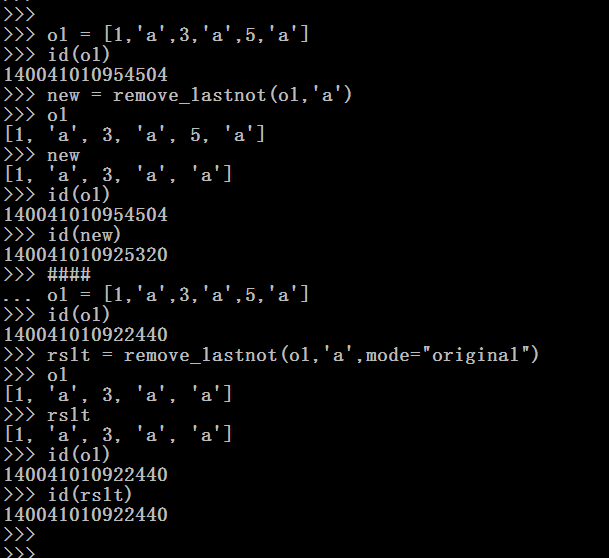 >>>
>>> ol = [1,'a',3,'a',5,'a']
>>> id(ol)
140041010954504
>>> new = remove_lastnot(ol,'a')
>>> ol
[1, 'a', 3, 'a', 5, 'a']
>>> new
[1, 'a', 3, 'a', 'a']
>>> id(ol)
140041010954504
>>> id(new)
140041010925320
>>> ####
... ol = [1,'a',3,'a',5,'a']
>>> id(ol)
140041010922440
>>> rslt = remove_lastnot(ol,'a',mode="original")
>>> ol
[1, 'a', 3, 'a', 'a']
>>> rslt
[1, 'a', 3, 'a', 'a']
>>> id(ol)
140041010922440
>>> id(rslt)
140041010922440
>>>
>>>